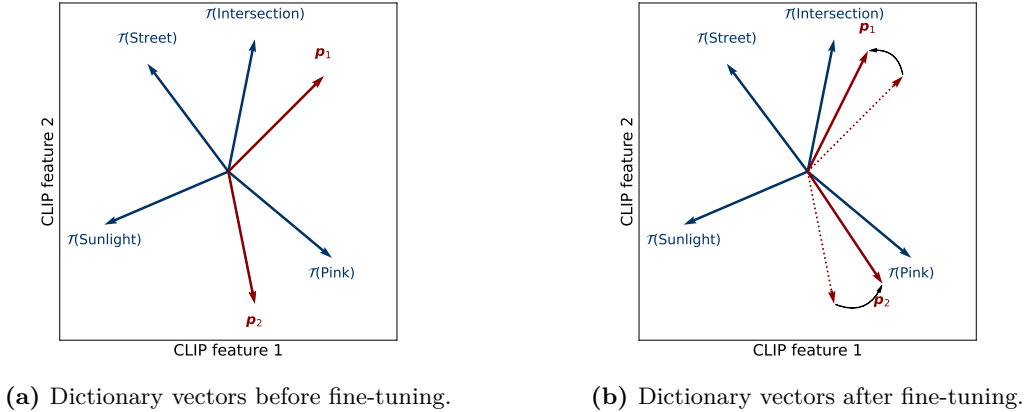 𝒯(Intersection)
𝒯(Street)
𝒑₁
CLIP feature 2
𝒯(Sunlight)
𝒯(Pink)
𝒑₂
CLIP feature 1
(a) Dictionary vectors before fine-tuning.
𝒯(Intersection)
𝒑₁
𝒯(Street)
CLIP feature 2
𝒯(Sunlight)
𝒯(Pink)
𝒑₂
CLIP feature 1
(b) Dictionary vectors after fine-tuning.